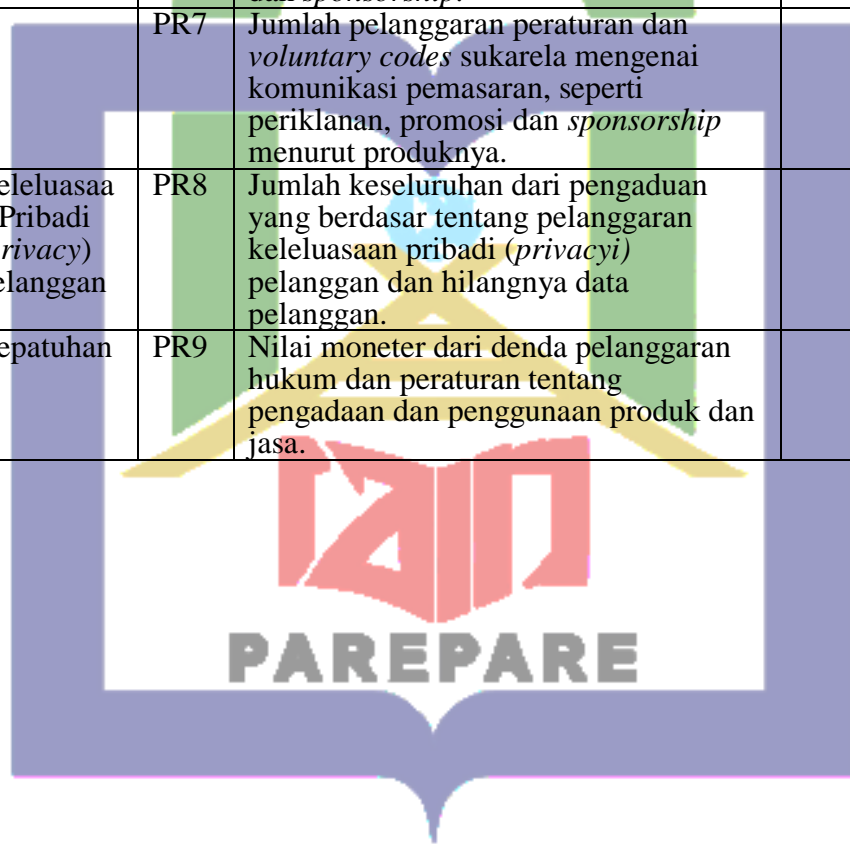 dan sponsorship.
PR7 Jumlah pelanggaran peraturan dan
voluntary codes sukarela mengenai
komunikasi pemasaran, seperti
periklanan, promosi dan sponsorship
menurut produknya.
eleluasaa PR8 Jumlah keseluruhan dari pengaduan
Pribadi yang berdasar tentang pelanggaran
rivacy) keleluasaan pribadi (privacyi)
elanggan pelanggan dan hilangnya data
pelanggan.
epatuhan PR9 Nilai moneter dari denda pelanggaran
hukum dan peraturan tentang
pengadaan dan penggunaan produk dan
jasa.
PAREPARE